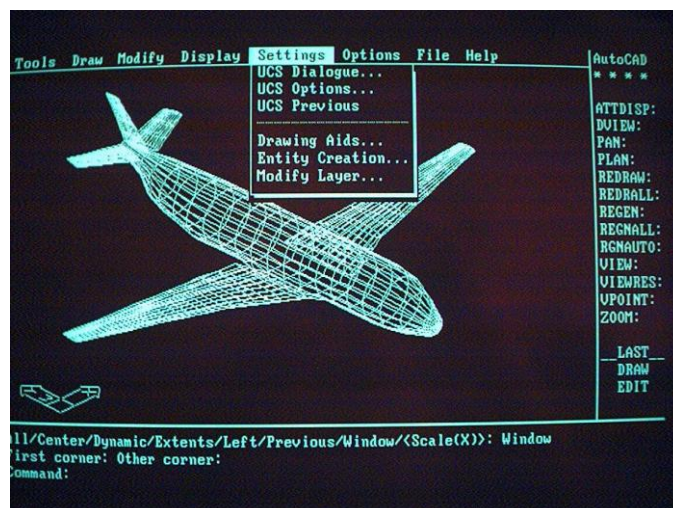 Tools Draw Modify Display Settings Options File Help
UCS Dialogue...
UCS Options...
UCS Previous
Drawing Aids...
Entity Creation...
Modify Layer...
AutoCAD
* * * *
ATTDISP:
DVIEW:
PAN:
PLAN:
REDRAW:
REDRALL:
REGEN:
REGNALL:
RGNAUTO:
VIEW:
VIEWRES:
VPOINT:
ZOOM:
__LAST__
DRAW
EDIT
ll/Center/Dynamic/Extents/Left/Previous/Window/<Scale(X)>: Window
irst corner: Other corner:
ommand: